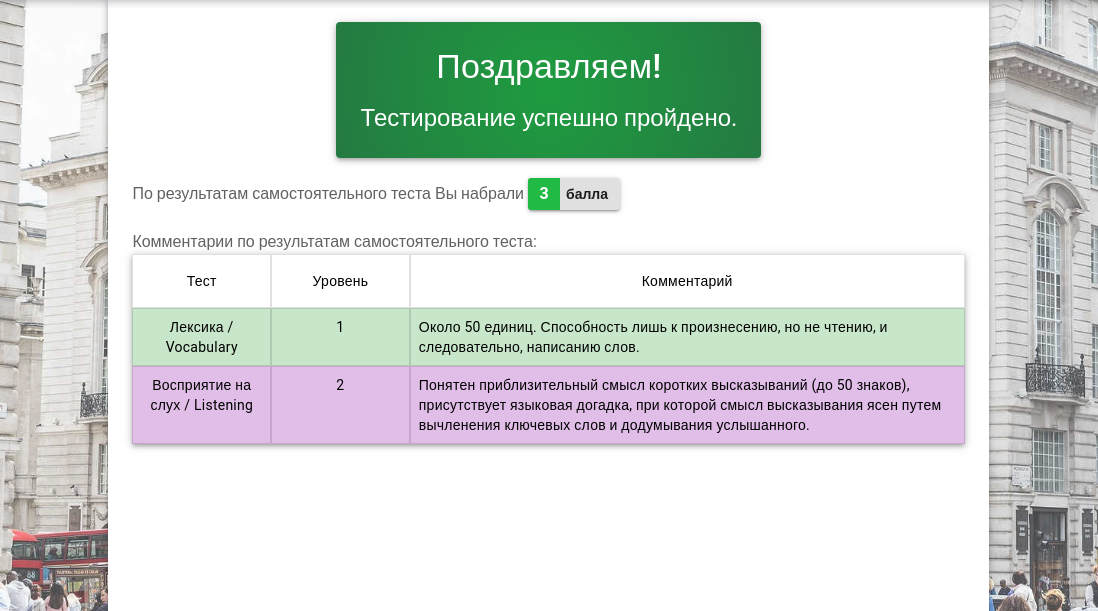 Поздравляем!
Тестирование успешно пройдено.
По результатам самостоятельного теста Вы набрали 3 балла
Комментарии по результатам самостоятельного теста:
Тест Уровень Комментарий
Лексика / Vocabulary 1 Около 50 единиц. Способность лишь к произнесению, но не чтению, и
следовательно, написанию слов.
Восприятие на слух / Listening 2 Понятен приблизительный смысл коротких высказываний (до 50 знаков),
присутствует языковая догадка, при которой смысл высказывания ясен путем
вычленения ключевых слов и додумывания услышанного.